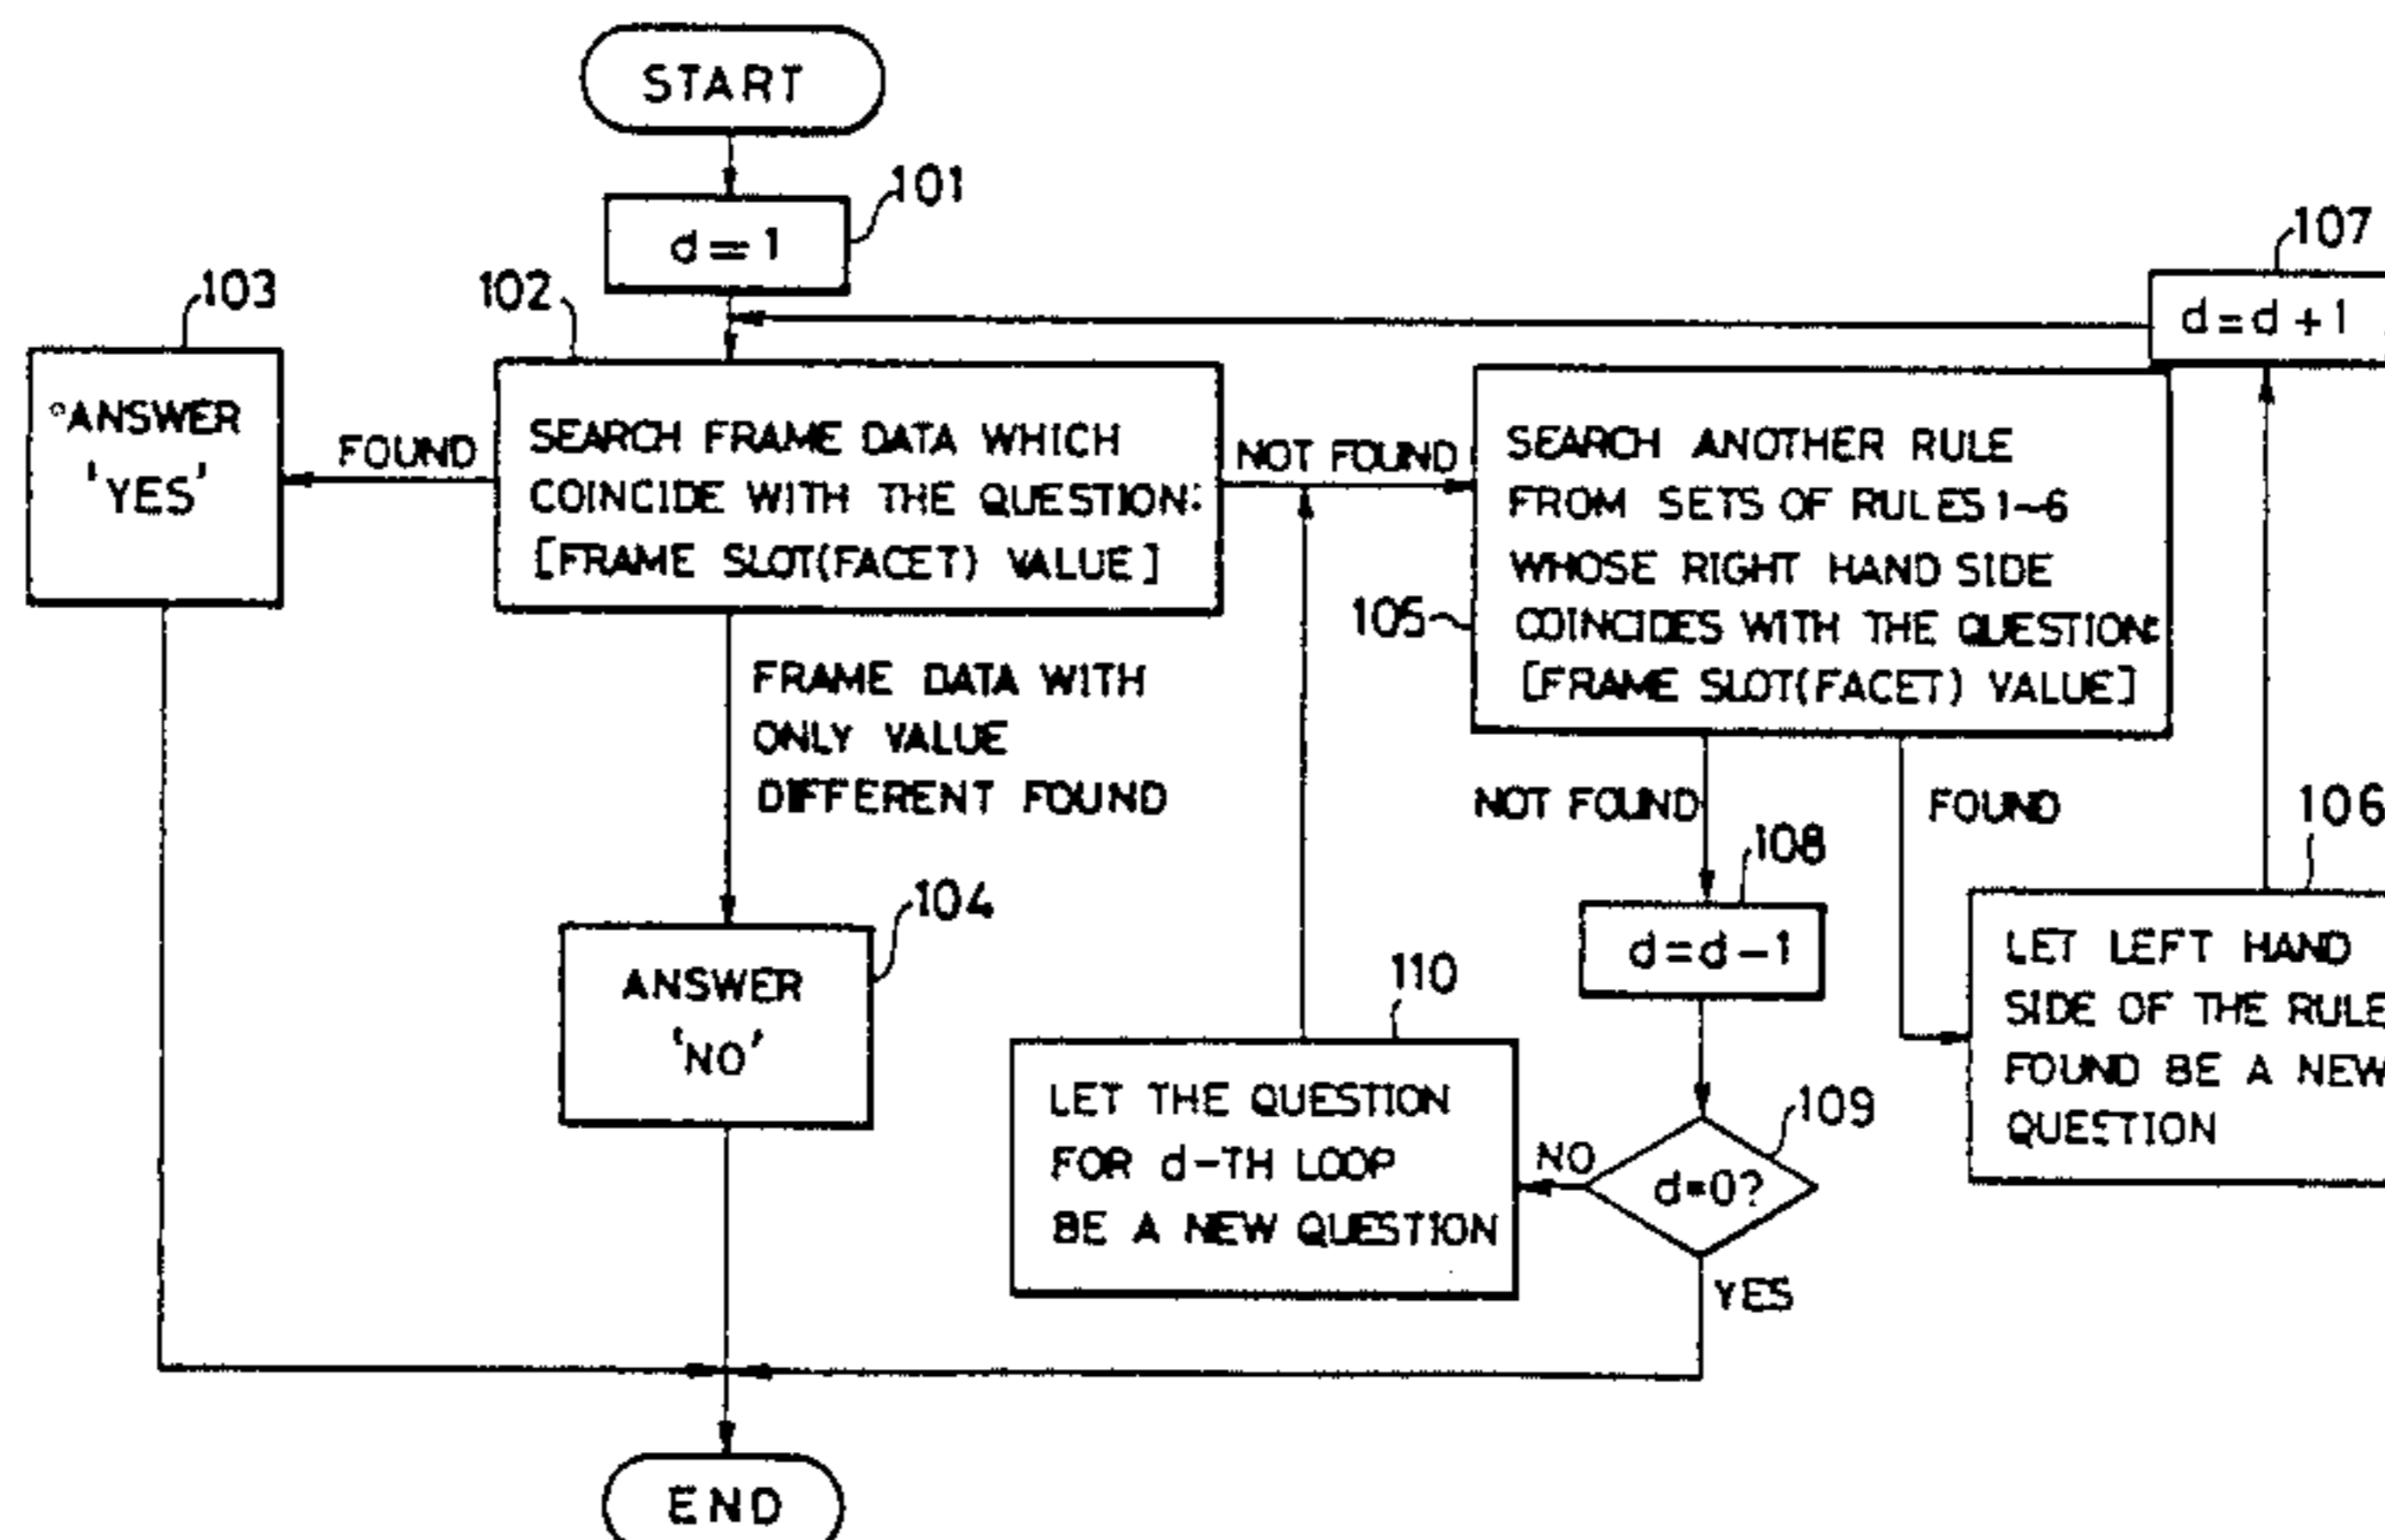 START
101
d = 1
107
d = d + 1
103
ANSWER
'YES'
FOUND
102
SEARCH FRAME DATA WHICH
COINCIDE WITH THE QUESTION:
[FRAME SLOT(FACET) VALUE]
NOT FOUND
SEARCH ANOTHER RULE
FROM SETS OF RULES 1~6
WHOSE RIGHT HAND SIDE
COINCIDES WITH THE QUESTION:
[FRAME SLOT(FACET) VALUE]
105
FRAME DATA WITH
ONLY VALUE
DIFFERENT FOUND
NOT FOUND
FOUND
106
104
ANSWER
'NO'
108
d = d - 1
LET LEFT HAND
SIDE OF THE RULE
FOUND BE A NEW
QUESTION
110
LET THE QUESTION
FOR d-TH LOOP
BE A NEW QUESTION
NO
109
d=0?
YES
END